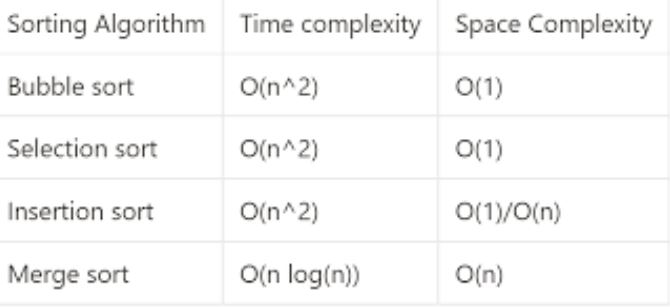 Sorting Algorithm Time complexity Space Complexity
Bubble sort O(n^2) O(1)
Selection sort O(n^2) O(1)
Insertion sort O(n^2) O(1)/O(n)
Merge sort O(n log(n)) O(n)